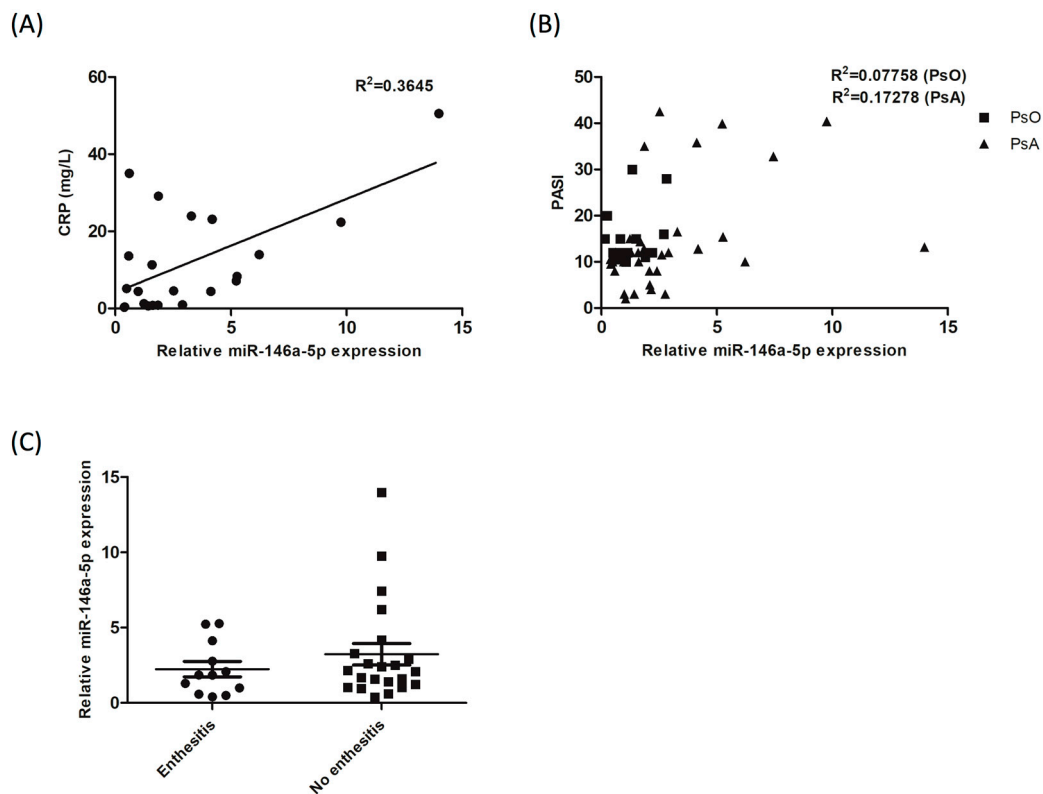 (A)
R²=0.3645
60
40
20
0
CRP (mg/L)
0 5 10 15
Relative miR-146a-5p expression
(B)
R²=0.07758 (PsO)
R²=0.17278 (PsA)
50
40
30
20
10
0
PASI
0 5 10 15
Relative miR-146a-5p expression
PsO
PsA
(C)
15
10
5
0
Relative miR-146a-5p expression
Enthesitis
No enthesitis